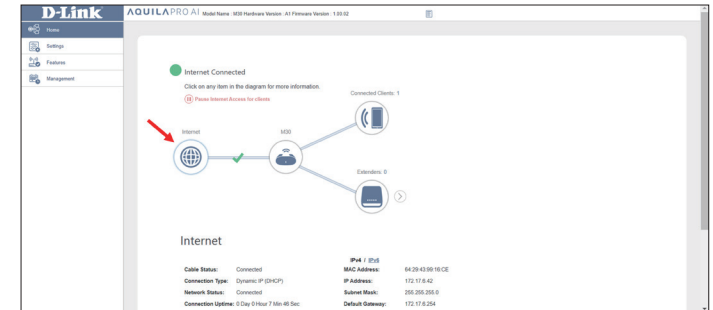 D-Link
AQUILA PRO AI Model Name : M30 Hardware Version : A1 Firmware Version : 1.00.02
Home
Settings
Features
Management
Internet Connected
Click on any item in the diagram for more information.
Pause Internet Access for clients
Connected Clients: 1
Internet
M30
Extenders: 0
Internet
IPv4 / IPv6
Cable Status: Connected
MAC Address: 64:29:43:99:16:CE
Connection Type: Dynamic IP (DHCP)
IP Address: 172.17.6.42
Network Status: Connected
Subnet Mask: 255.255.255.0
Connection Uptime: 0 Day 0 Hour 7 Min 46 Sec
Default Gateway: 172.17.6.254